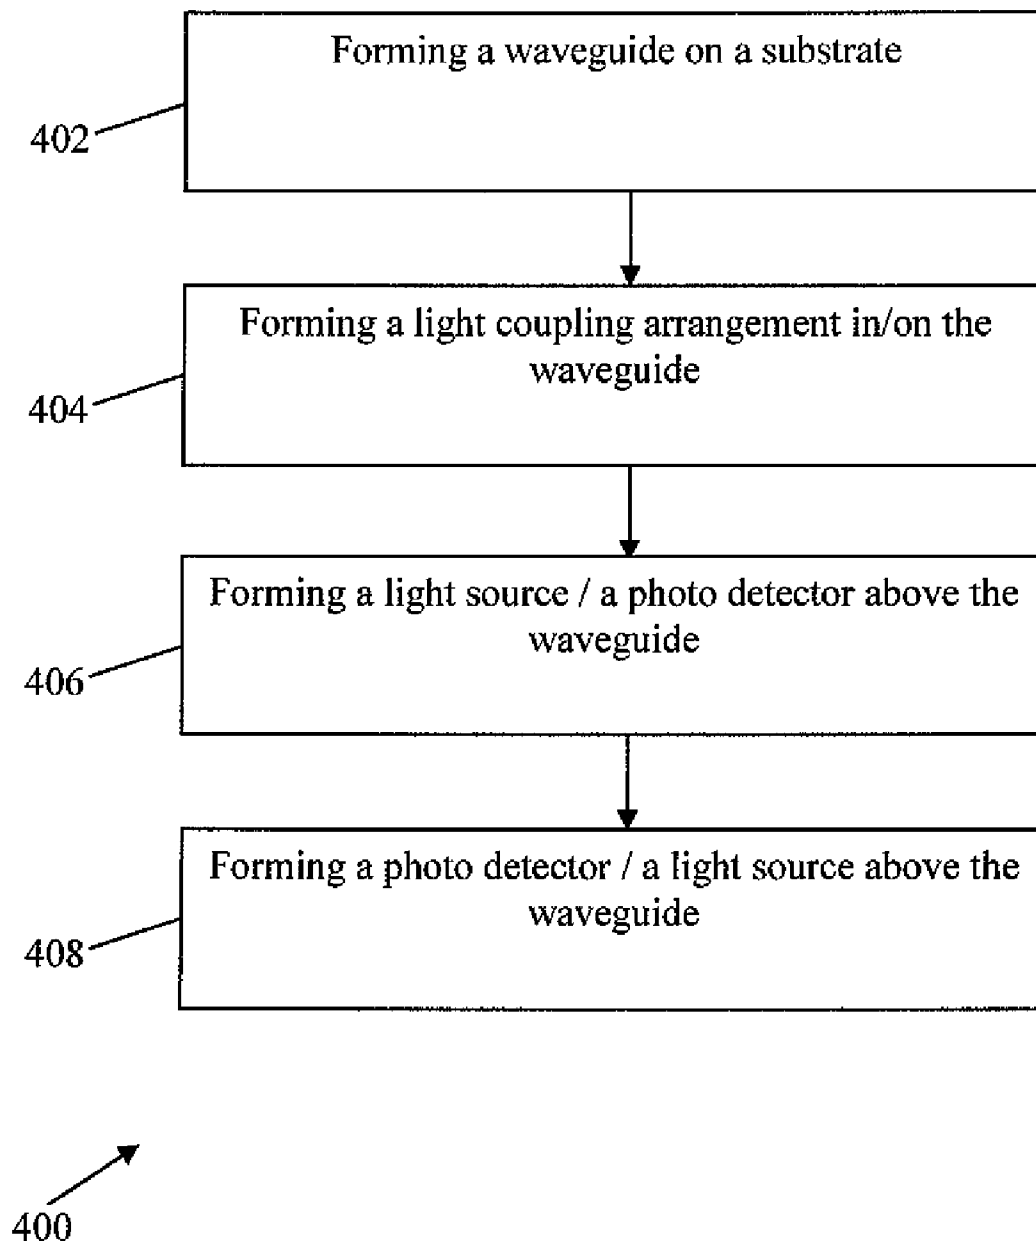 Forming a waveguide on a substrate
402
Forming a light coupling arrangement in/on the
waveguide
404
Forming a light source / a photo detector above the
waveguide
406
Forming a photo detector / a light source above the
waveguide
408
400